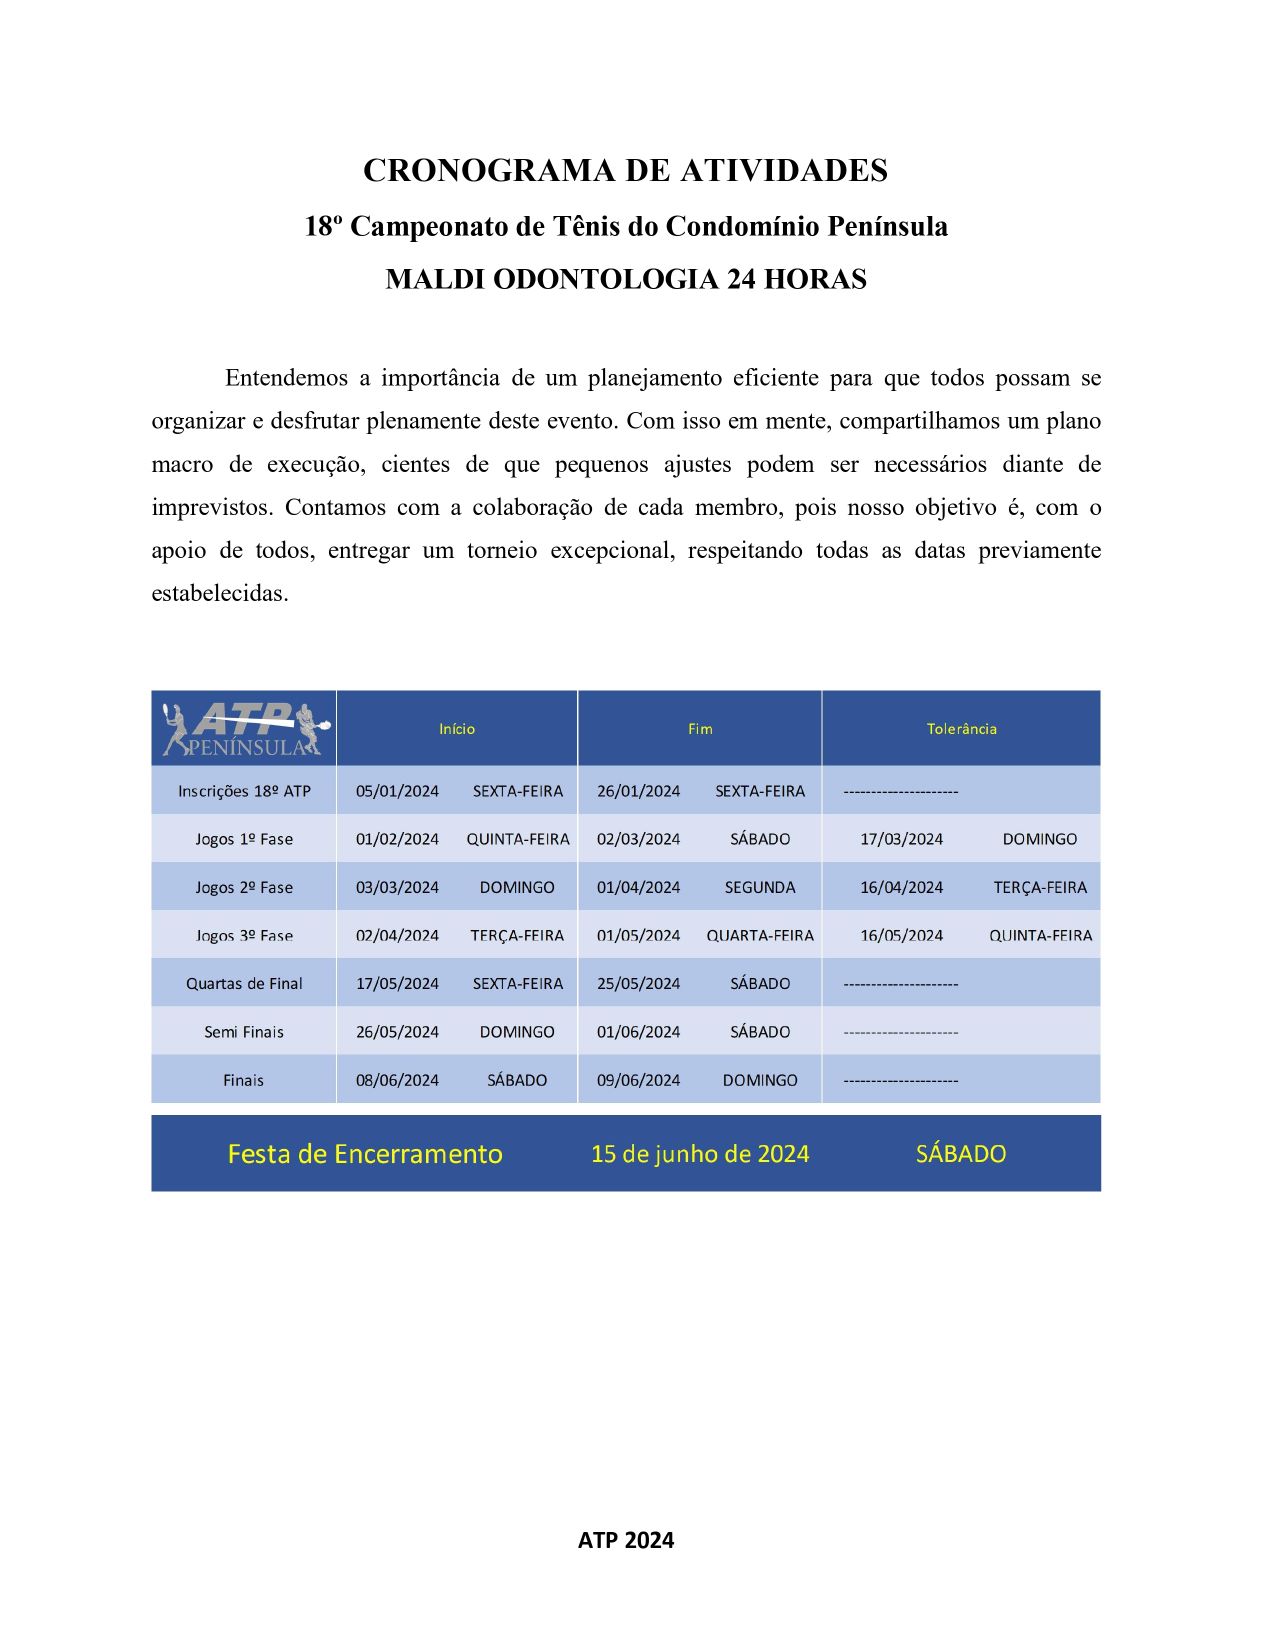 CRONOGRAMA DE ATIVIDADES
18º Campeonato de Tênis do Condomínio Península
MALDI ODONTOLOGIA 24 HORAS
Entendemos a importância de um planejamento eficiente para que todos possam se
organizar e desfrutar plenamente deste evento. Com isso em mente, compartilhamos um plano
macro de execução, cientes de que pequenos ajustes podem ser necessários diante de
imprevistos. Contamos com a colaboração de cada membro, pois nosso objetivo é, com o
apoio de todos, entregar um torneio excepcional, respeitando todas as datas previamente
estabelecidas.
ATP PENÍNSULA Início Fim Tolerância
Inscrições 18º ATP 05/01/2024 SEXTA-FEIRA 26/01/2024 SEXTA-FEIRA ---------------------
Jogos 1º Fase 01/02/2024 QUINTA-FEIRA 02/03/2024 SÁBADO 17/03/2024 DOMINGO
Jogos 2º Fase 03/03/2024 DOMINGO 01/04/2024 SEGUNDA 16/04/2024 TERÇA-FEIRA
Jogos 3º Fase 02/04/2024 TERÇA-FEIRA 01/05/2024 QUARTA-FEIRA 16/05/2024 QUINTA-FEIRA
Quartas de Final 17/05/2024 SEXTA-FEIRA 25/05/2024 SÁBADO ---------------------
Semi Finais 26/05/2024 DOMINGO 01/06/2024 SÁBADO ---------------------
Finais 08/06/2024 SÁBADO 09/06/2024 DOMINGO ---------------------
Festa de Encerramento 15 de junho de 2024 SÁBADO
ATP 2024